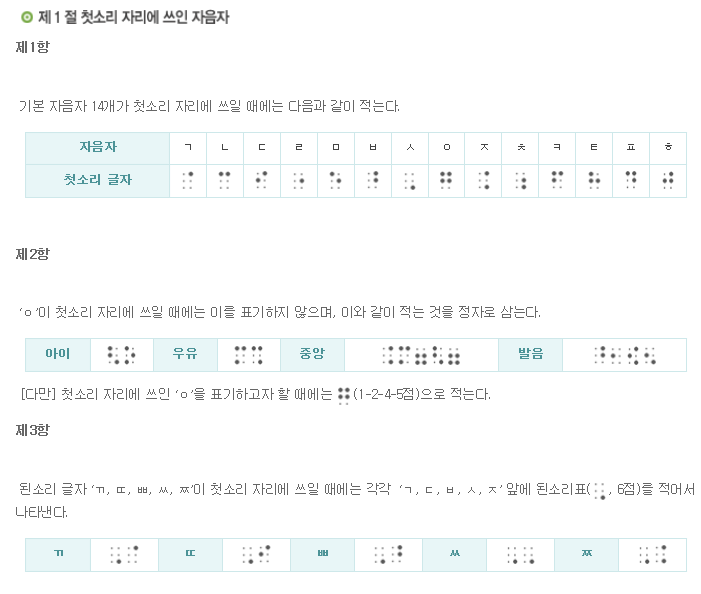 제 1 절 첫소리 자리에 쓰인 자음자
제1항
기본 자음자 14개가 첫소리 자리에 쓰일 때에는 다음과 같이 적는다.
자음자 ㄱ ㄴ ㄷ ㄹ ㅁ ㅂ ㅅ ㅇ ㅈ ㅊ ㅋ ㅌ ㅍ ㅎ
첫소리 글자 ⠈ ⠉ ⠊ ⠐ ⠑ ⠘ ⠠ ⠛ ⠨ ⠰ ⠋ ⠓ ⠙ ⠚
제2항
‘ㅇ’이 첫소리 자리에 쓰일 때에는 이를 표기하지 않으며, 이와 같이 적는 것을 정자로 삼는다.
아이 우유 중앙 발음
[다만] 첫소리 자리에 쓰인 ‘ㅇ’을 표기하고자 할 때에는 ⠛(1-2-4-5점)으로 적는다.
제3항
된소리 글자 ‘ㄲ, ㄸ, ㅃ, ㅆ, ㅉ’이 첫소리 자리에 쓰일 때에는 각각 ‘ㄱ, ㄷ, ㅂ, ㅅ, ㅈ’ 앞에 된소리표(⠠, 6점)를 적어서
나타낸다.
ㄲ ⠠⠈ ㄸ ⠠⠊ ㅃ ⠠⠘ ㅆ ⠠⠠ ㅉ ⠠⠨